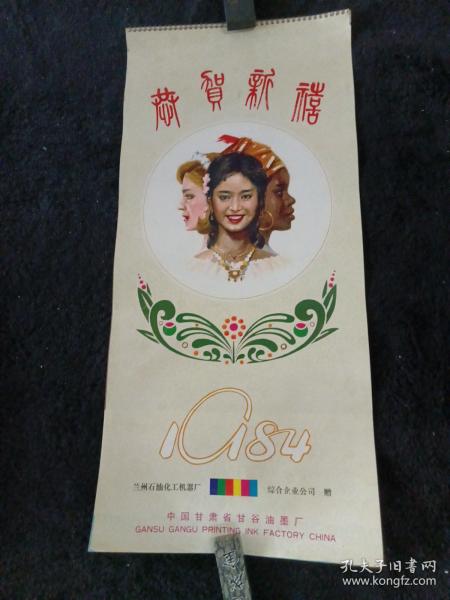 恭贺新禧
1984
兰州石油化工机器厂 综合企业公司 赠
中国甘肃省甘谷油墨厂
GANSU GANGU PRINTING INK FACTORY CHINA
孔夫子旧书网
www.kongfz.com